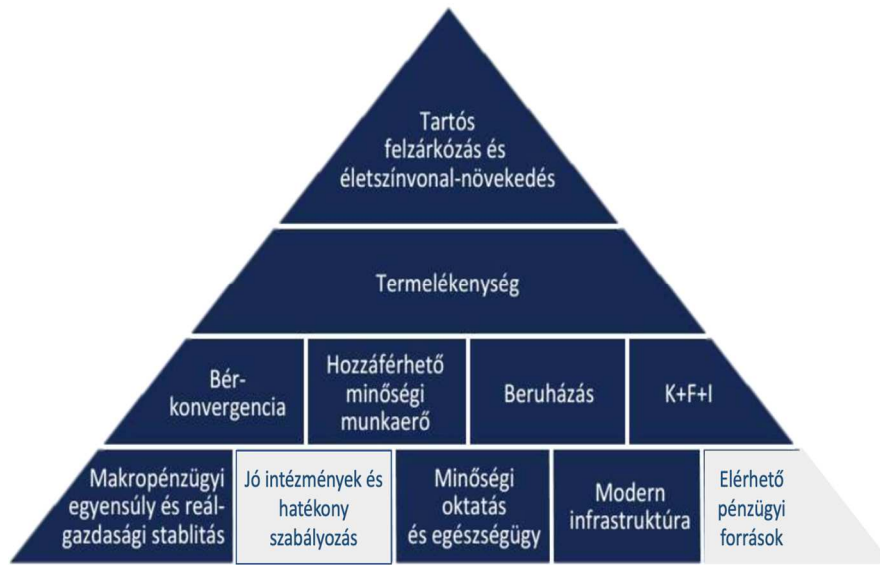 Tartós
felzárkózás és
életszínvonal-növekedés
Termelékenység
Bér-
konvergencia
Hozzáférhető
minőségi
munkaerő
Beruházás
K+F+I
Makropénzügyi
egyensúly és reál-
gazdasági stablitás
Jó intézmények és
hatékony
szabályozás
Minőségi
oktatás
és egészségügy
Modern
infrastruktúra
Elérhető
pénzügyi
források